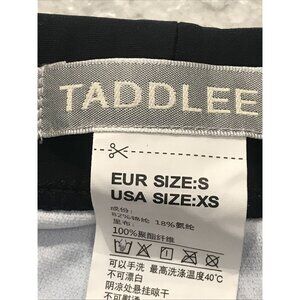 TADDLEE
EUR SIZE:S
USA SIZE:XS
成份:
82%锦纶 18%氨纶
里布
100%聚酯纤维
可以手洗 最高洗涤温度40℃
不可漂白
阴凉处悬挂晾干